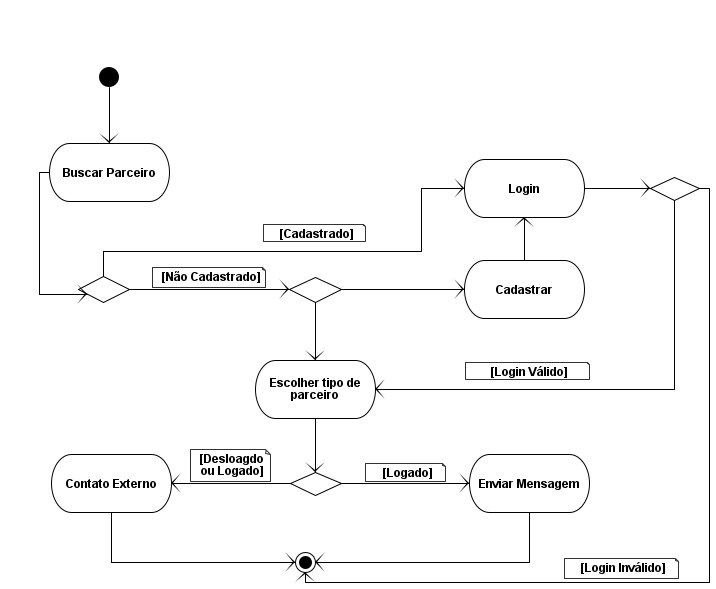 Buscar Parceiro
Login
[Cadastrado]
[Não Cadastrado]
Cadastrar
[Login Válido]
Escolher tipo de
parceiro
[Desloagdo
ou Logado]
[Logado]
Contato Externo
Enviar Mensagem
[Login Inválido]